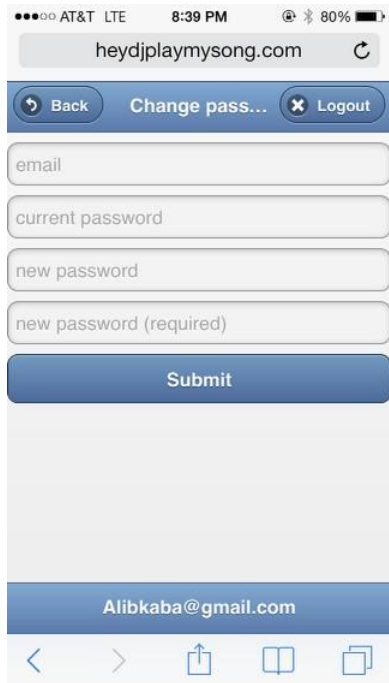 AT&T LTE 8:39 PM 80%
heydjplaymysong.com
Back Change pass... Logout
email
current password
new password
new password (required)
Submit
Alibkaba@gmail.com